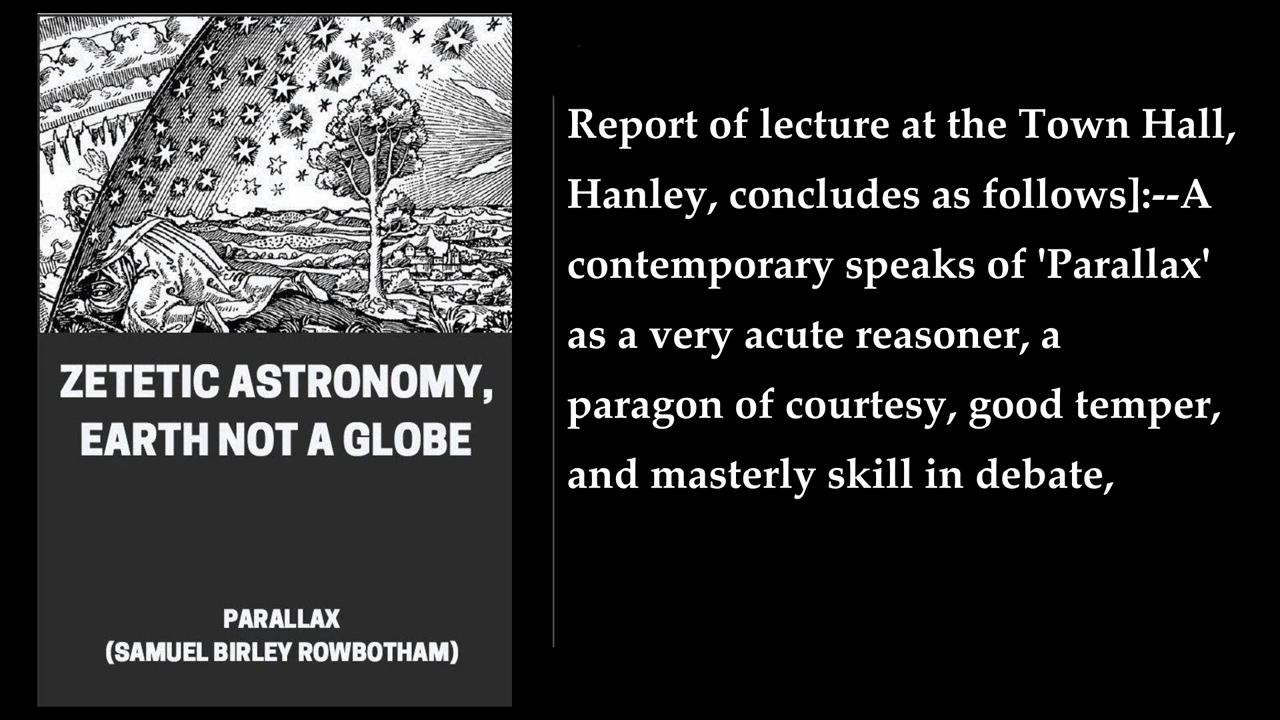 ZETETIC ASTRONOMY,
EARTH NOT A GLOBE
PARALLAX
(SAMUEL BIRLEY ROWBOTHAM)
Report of lecture at the Town Hall,
Hanley, concludes as follows]:--A
contemporary speaks of 'Parallax'
as a very acute reasoner, a
paragon of courtesy, good temper,
and masterly skill in debate,